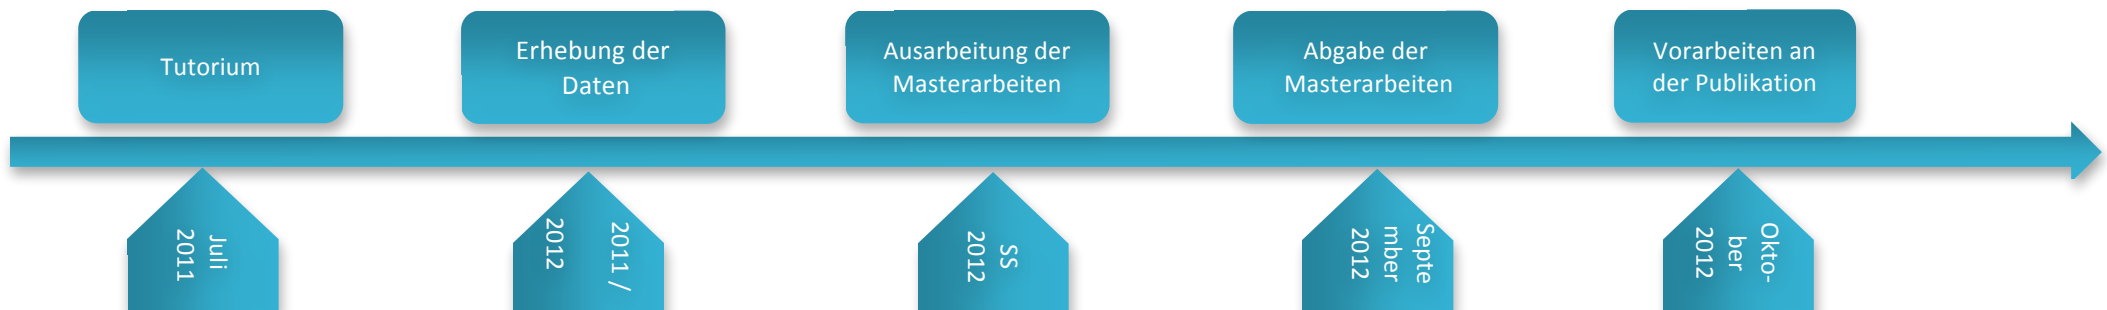 Tutorium
Erhebung der
Daten
Ausarbeitung der
Masterarbeiten
Abgabe der
Masterarbeiten
Vorarbeiten an
der Publikation
Juli
2011
2011 /
2012
SS
2012
Septe
mber
2012
Okto-
ber
2012